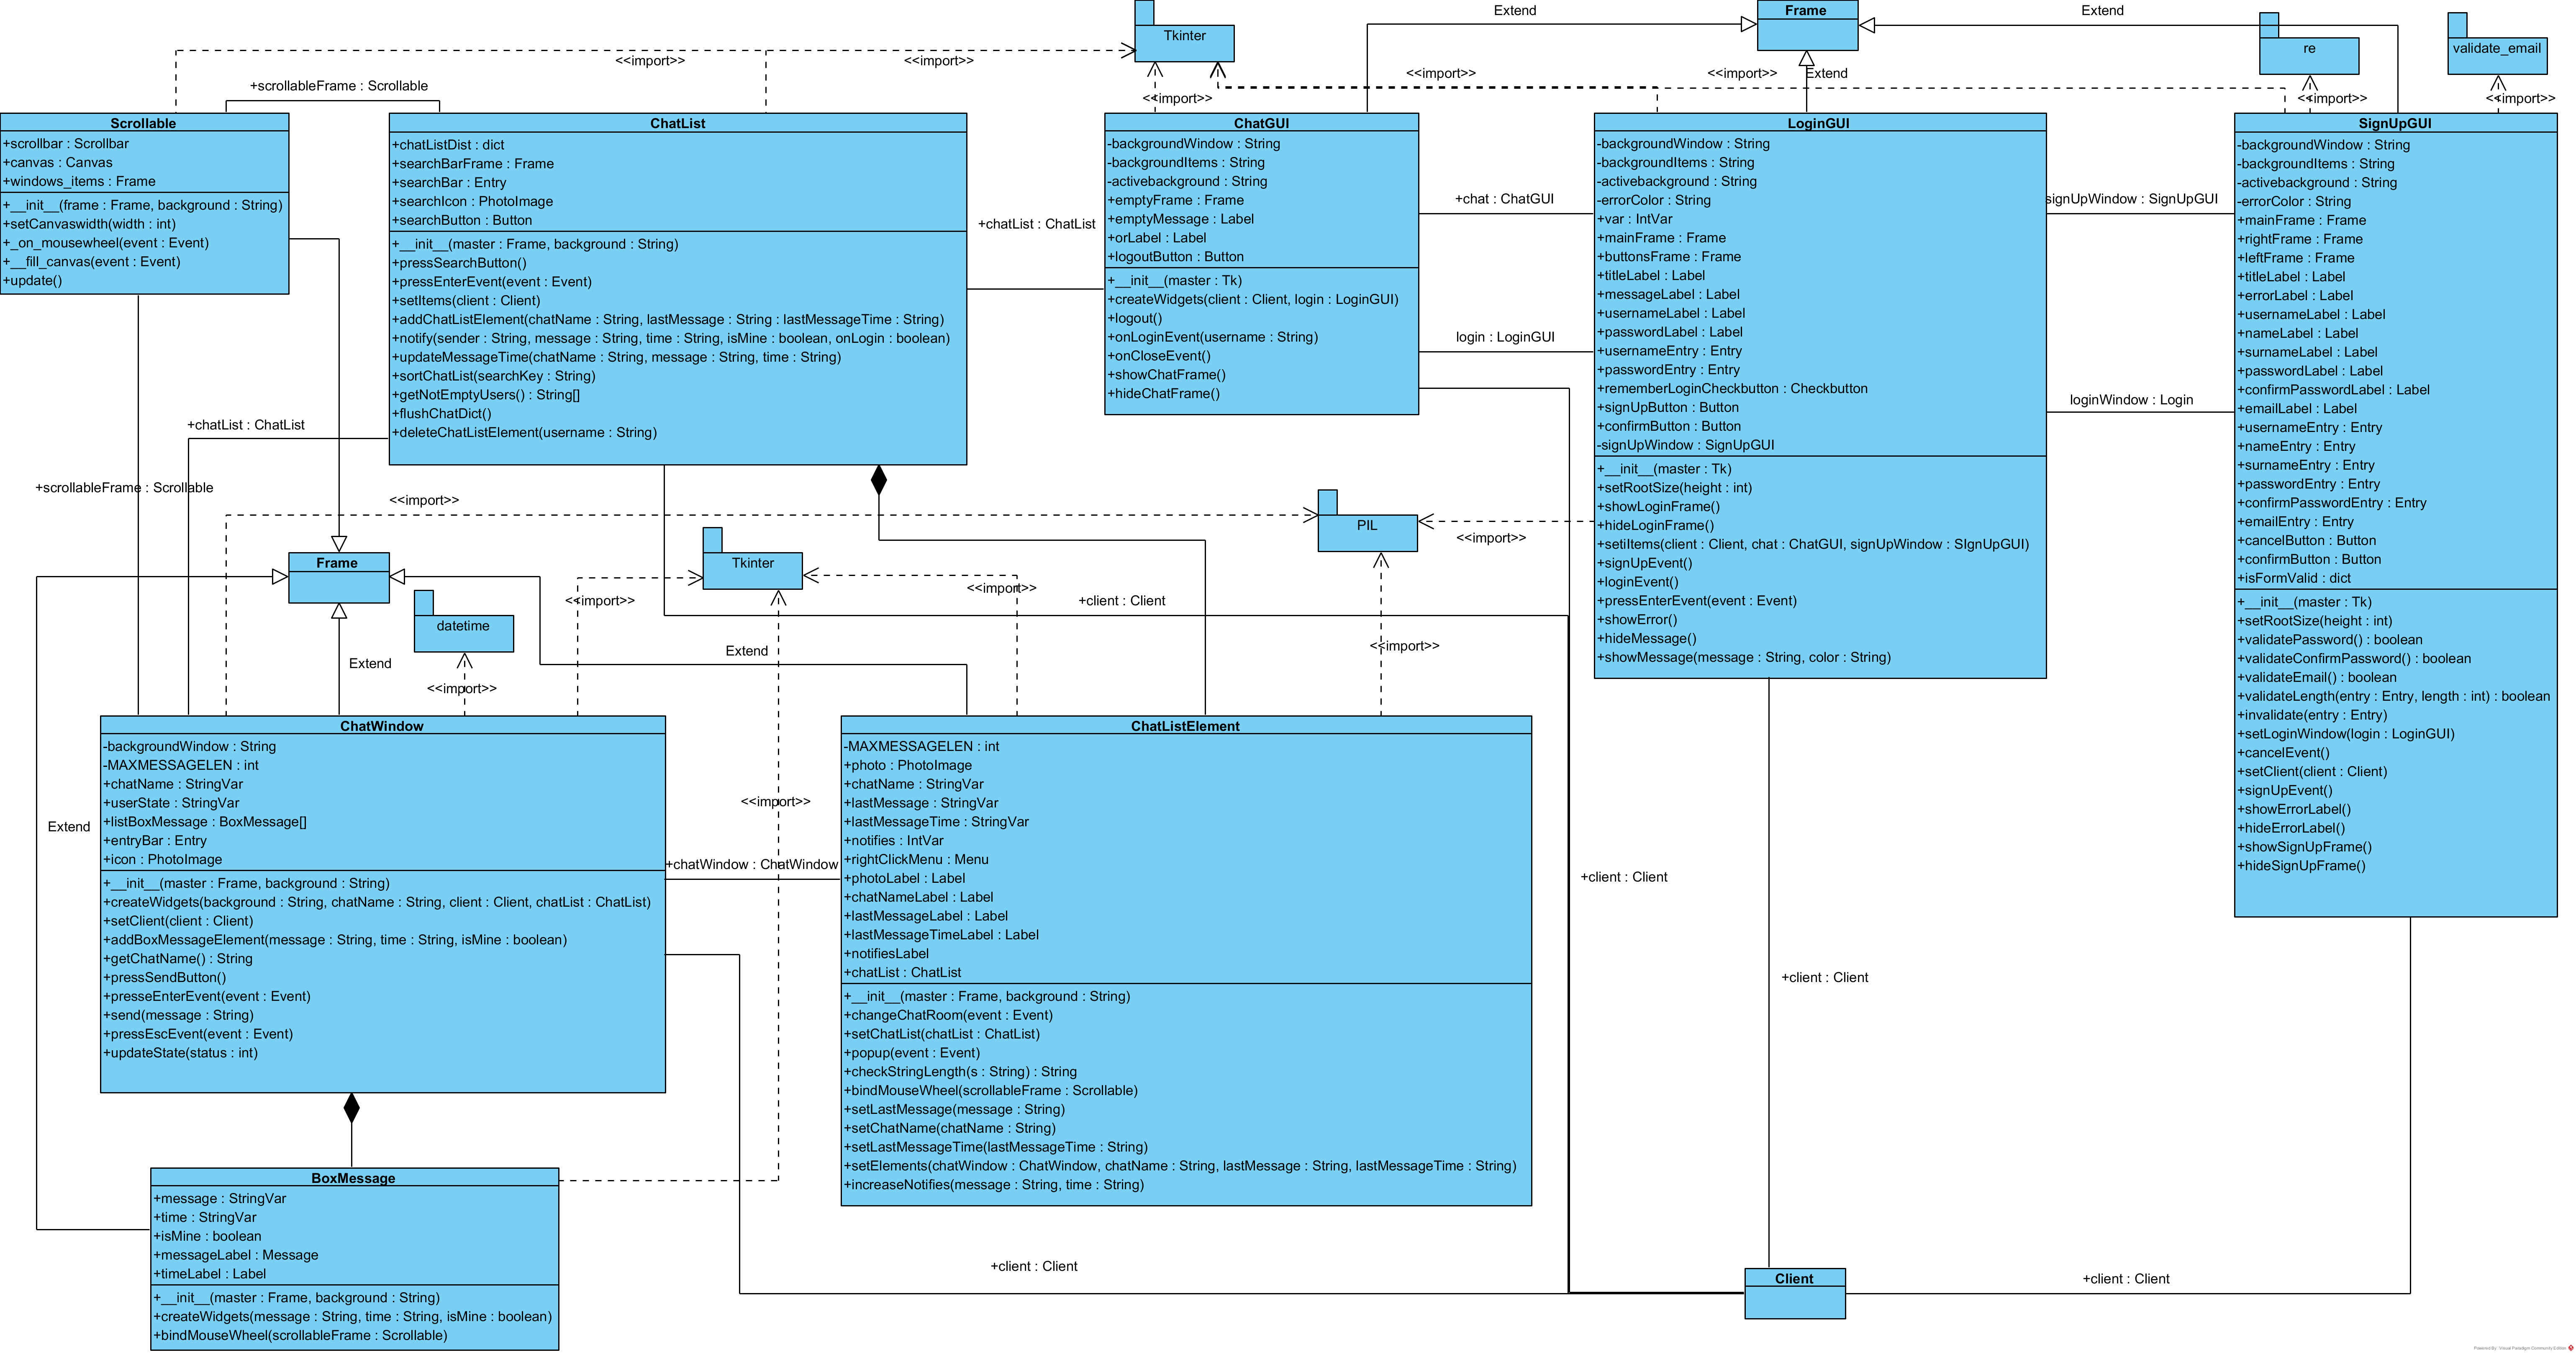 Tkinter
Extend
Frame
Extend
re
validate_email
<<import>>
<<import>>
<<import>>
<<import>>
Extend
<<import>>
<<import>>
<<import>>
+scrollableFrame : Scrollable
Scrollable
+scrollbar : Scrollbar
+canvas : Canvas
+windows_items : Frame
+__init__(frame : Frame, background : String)
+setCanvaswidth(width : int)
+_on_mousewheel(event : Event)
+__fill_canvas(event : Event)
+update()
ChatList
+chatListDist : dict
+searchBarFrame : Frame
+searchBar : Entry
+searchIcon : PhotoImage
+searchButton : Button
+__init__(master : Frame, background : String)
+pressSearchButton()
+pressEnterEvent(event : Event)
+setItems(client : Client)
+addChatListElement(chatName : String, lastMessage : String : lastMessageTime : String)
+notify(sender : String, message : String, time : String, isMine : boolean, onLogin : boolean)
+updateMessageTime(chatName : String, message : String, time : String)
+sortChatList(searchKey : String)
+getNotEmptyUsers() : String[]
+flushChatDict()
+deleteChatListElement(username : String)
+chatList : ChatList
ChatGUI
-backgroundWindow : String
-backgroundItems : String
-activebackground : String
+emptyFrame : Frame
+emptyMessage : Label
+orLabel : Label
+logoutButton : Button
+__init__(master : Tk)
+createWidgets(client : Client, login : LoginGUI)
+logout()
+onLoginEvent(username : String)
+onCloseEvent()
+showChatFrame()
+hideChatFrame()
+chat : ChatGUI
login : LoginGUI
LoginGUI
-backgroundWindow : String
-backgroundItems : String
-activebackground : String
-errorColor : String
+var : IntVar
+mainFrame : Frame
+buttonsFrame : Frame
+titleLabel : Label
+messageLabel : Label
+usernameLabel : Label
+passwordLabel : Label
+usernameEntry : Entry
+passwordEntry : Entry
+rememberLoginCheckbutton : Checkbutton
+signUpButton : Button
+confirmButton : Button
-signUpWindow : SignUpGUI
+__init__(master : Tk)
+setRootSize(height : int)
+showLoginFrame()
+hideLoginFrame()
+setiItems(client : Client, chat : ChatGUI, signUpWindow : SIgnUpGUI)
+signUpEvent()
+loginEvent()
+pressEnterEvent(event : Event)
+showError()
+hideMessage()
+showMessage(message : String, color : String)
signUpWindow : SignUpGUI
loginWindow : Login
SignUpGUI
-backgroundWindow : String
-backgroundItems : String
-activebackground : String
-errorColor : String
+mainFrame : Frame
+rightFrame : Frame
+leftFrame : Frame
+titleLabel : Label
+errorLabel : Label
+usernameLabel : Label
+nameLabel : Label
+surnameLabel : Label
+passwordLabel : Label
+confirmPasswordLabel : Label
+emailLabel : Label
+usernameEntry : Entry
+nameEntry : Entry
+surnameEntry : Entry
+passwordEntry : Entry
+confirmPasswordEntry : Entry
+emailEntry : Entry
+cancelButton : Button
+confirmButton : Button
+isFormValid : dict
+__init__(master : Tk)
+setRootSize(height : int)
+validatePassword() : boolean
+validateConfirmPassword() : boolean
+validateEmail() : boolean
+validateLength(entry : Entry, length : int) : boolean
+invalidate(entry : Entry)
+setLoginWindow(login : LoginGUI)
+cancelEvent()
+setClient(client : Client)
+signUpEvent()
+showErrorLabel()
+hideErrorLabel()
+showSignUpFrame()
+hideSignUpFrame()
+chatList : ChatList
+scrollableFrame : Scrollable
<<import>>
PIL
<<import>>
Frame
Tkinter
<<import>>
<<import>>
+client : Client
datetime
Extend
<<import>>
Extend
<<import>>
ChatWindow
-backgroundWindow : String
-MAXMESSAGELEN : int
+chatName : StringVar
+userState : StringVar
+listBoxMessage : BoxMessage[]
+entryBar : Entry
+icon : PhotoImage
+__init__(master : Frame, background : String)
+createWidgets(background : String, chatName : String, client : Client, chatList : ChatList)
+setClient(client : Client)
+addBoxMessageElement(message : String, time : String, isMine : boolean)
+getChatName() : String
+pressSendButton()
+presseEnterEvent(event : Event)
+send(message : String)
+pressEscEvent(event : Event)
+updateState(status : int)
Extend
<<import>>
+chatWindow : ChatWindow
ChatListElement
-MAXMESSAGELEN : int
+photo : PhotoImage
+chatName : StringVar
+lastMessage : StringVar
+lastMessageTime : StringVar
+notifies : IntVar
+rightClickMenu : Menu
+photoLabel : Label
+chatNameLabel : Label
+lastMessageLabel : Label
+lastMessageTimeLabel : Label
+notifiesLabel
+chatList : ChatList
+__init__(master : Frame, background : String)
+changeChatRoom(event : Event)
+setChatList(chatList : ChatList)
+popup(event : Event)
+checkStringLength(s : String) : String
+bindMouseWheel(scrollableFrame : Scrollable)
+setLastMessage(message : String)
+setChatName(chatName : String)
+setLastMessageTime(lastMessageTime : String)
+setElements(chatWindow : ChatWindow, chatName : String, lastMessage : String, lastMessageTime : String)
+increaseNotifies(message : String, time : String)
+client : Client
+client : Client
BoxMessage
+message : StringVar
+time : StringVar
+isMine : boolean
+messageLabel : Message
+timeLabel : Label
+__init__(master : Frame, background : String)
+createWidgets(message : String, time : String, isMine : boolean)
+bindMouseWheel(scrollableFrame : Scrollable)
+client : Client
Client
+client : Client
Powered By Visual Paradigm Community Edition